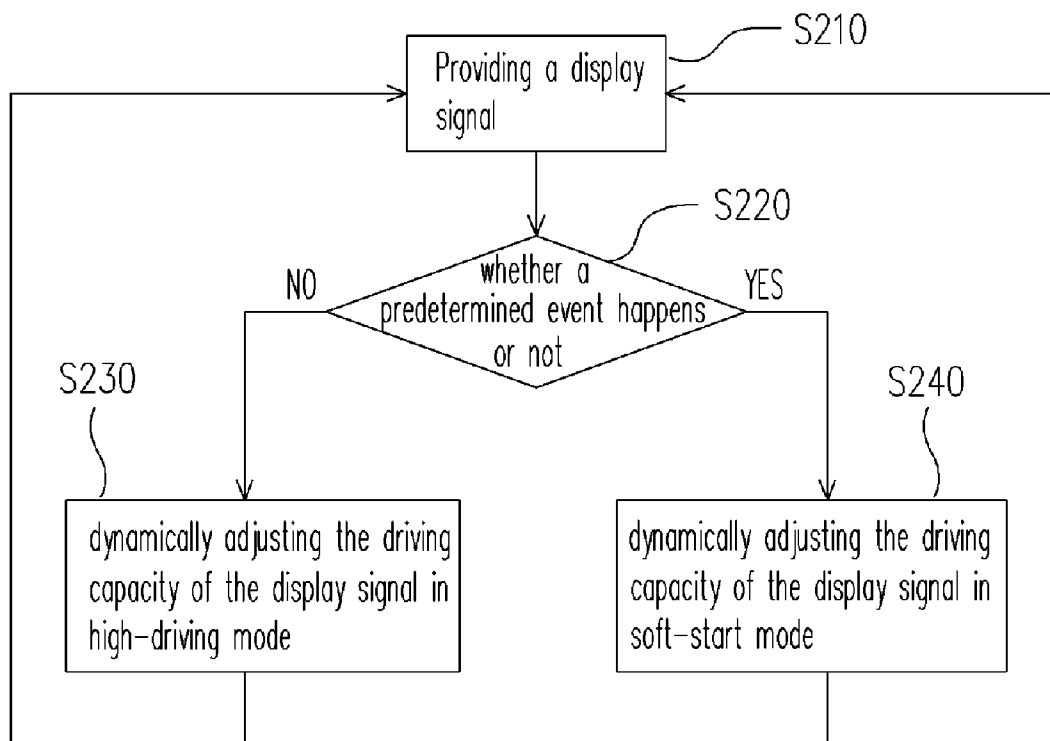 S210
Providing a display
signal
S220
whether a
predetermined event happens
or not
NO
YES
S230
S240
dynamically adjusting the driving
capacity of the display signal in
high-driving mode
dynamically adjusting the driving
capacity of the display signal in
soft-start mode